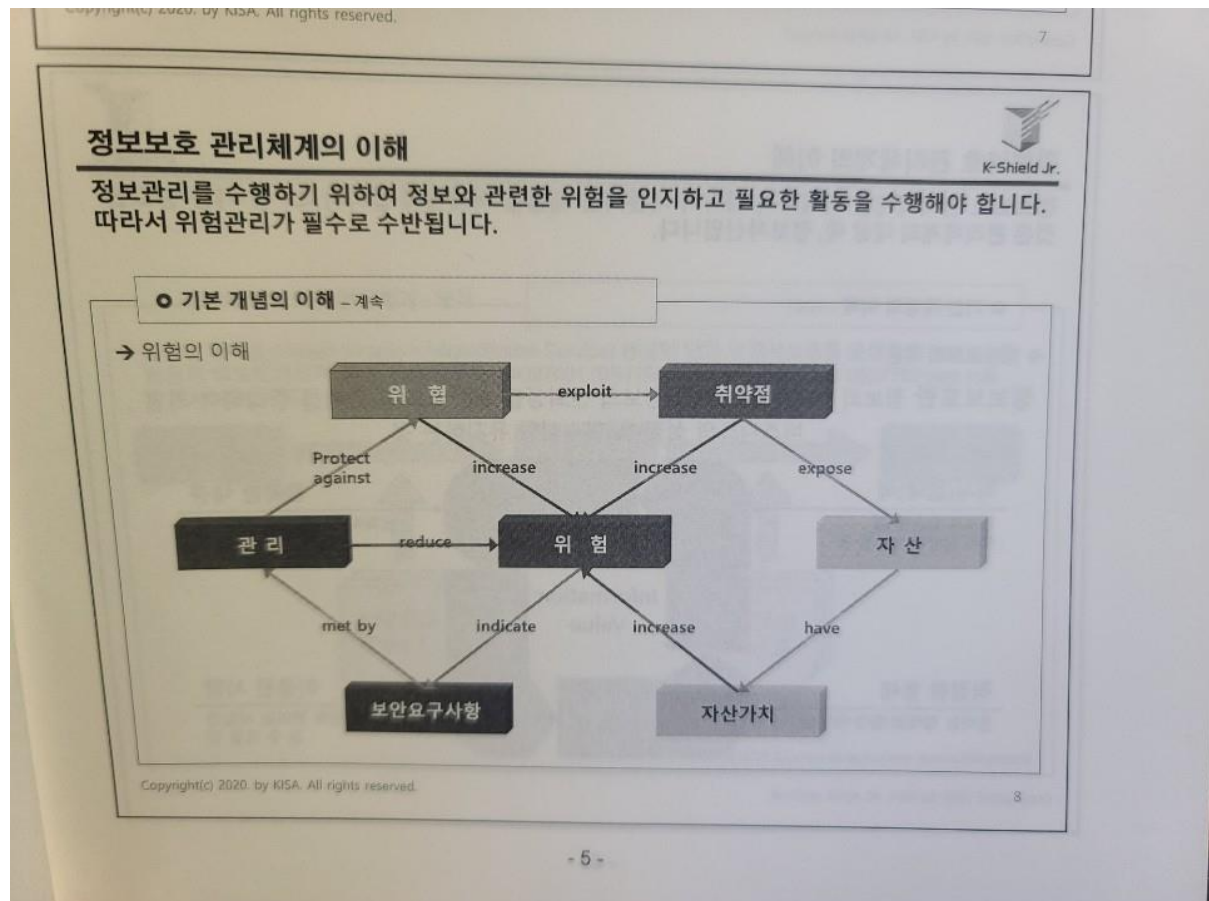 Copyright(c) 2020. by KISA. All rights reserved.
7
정보보호 관리체계의 이해
K-Shield Jr.
정보관리를 수행하기 위하여 정보와 관련한 위험을 인지하고 필요한 활동을 수행해야 합니다.
따라서 위험관리가 필수로 수반됩니다.
기본 개념의 이해 – 계속
→ 위험의 이해
위 협
exploit
취약점
Protect
against
increase
increase
expose
관 리
reduce
위 험
자 산
met by
indicate
increase
have
보안요구사항
자산가치
Copyright(c) 2020. by KISA. All rights reserved.
8
- 5 -